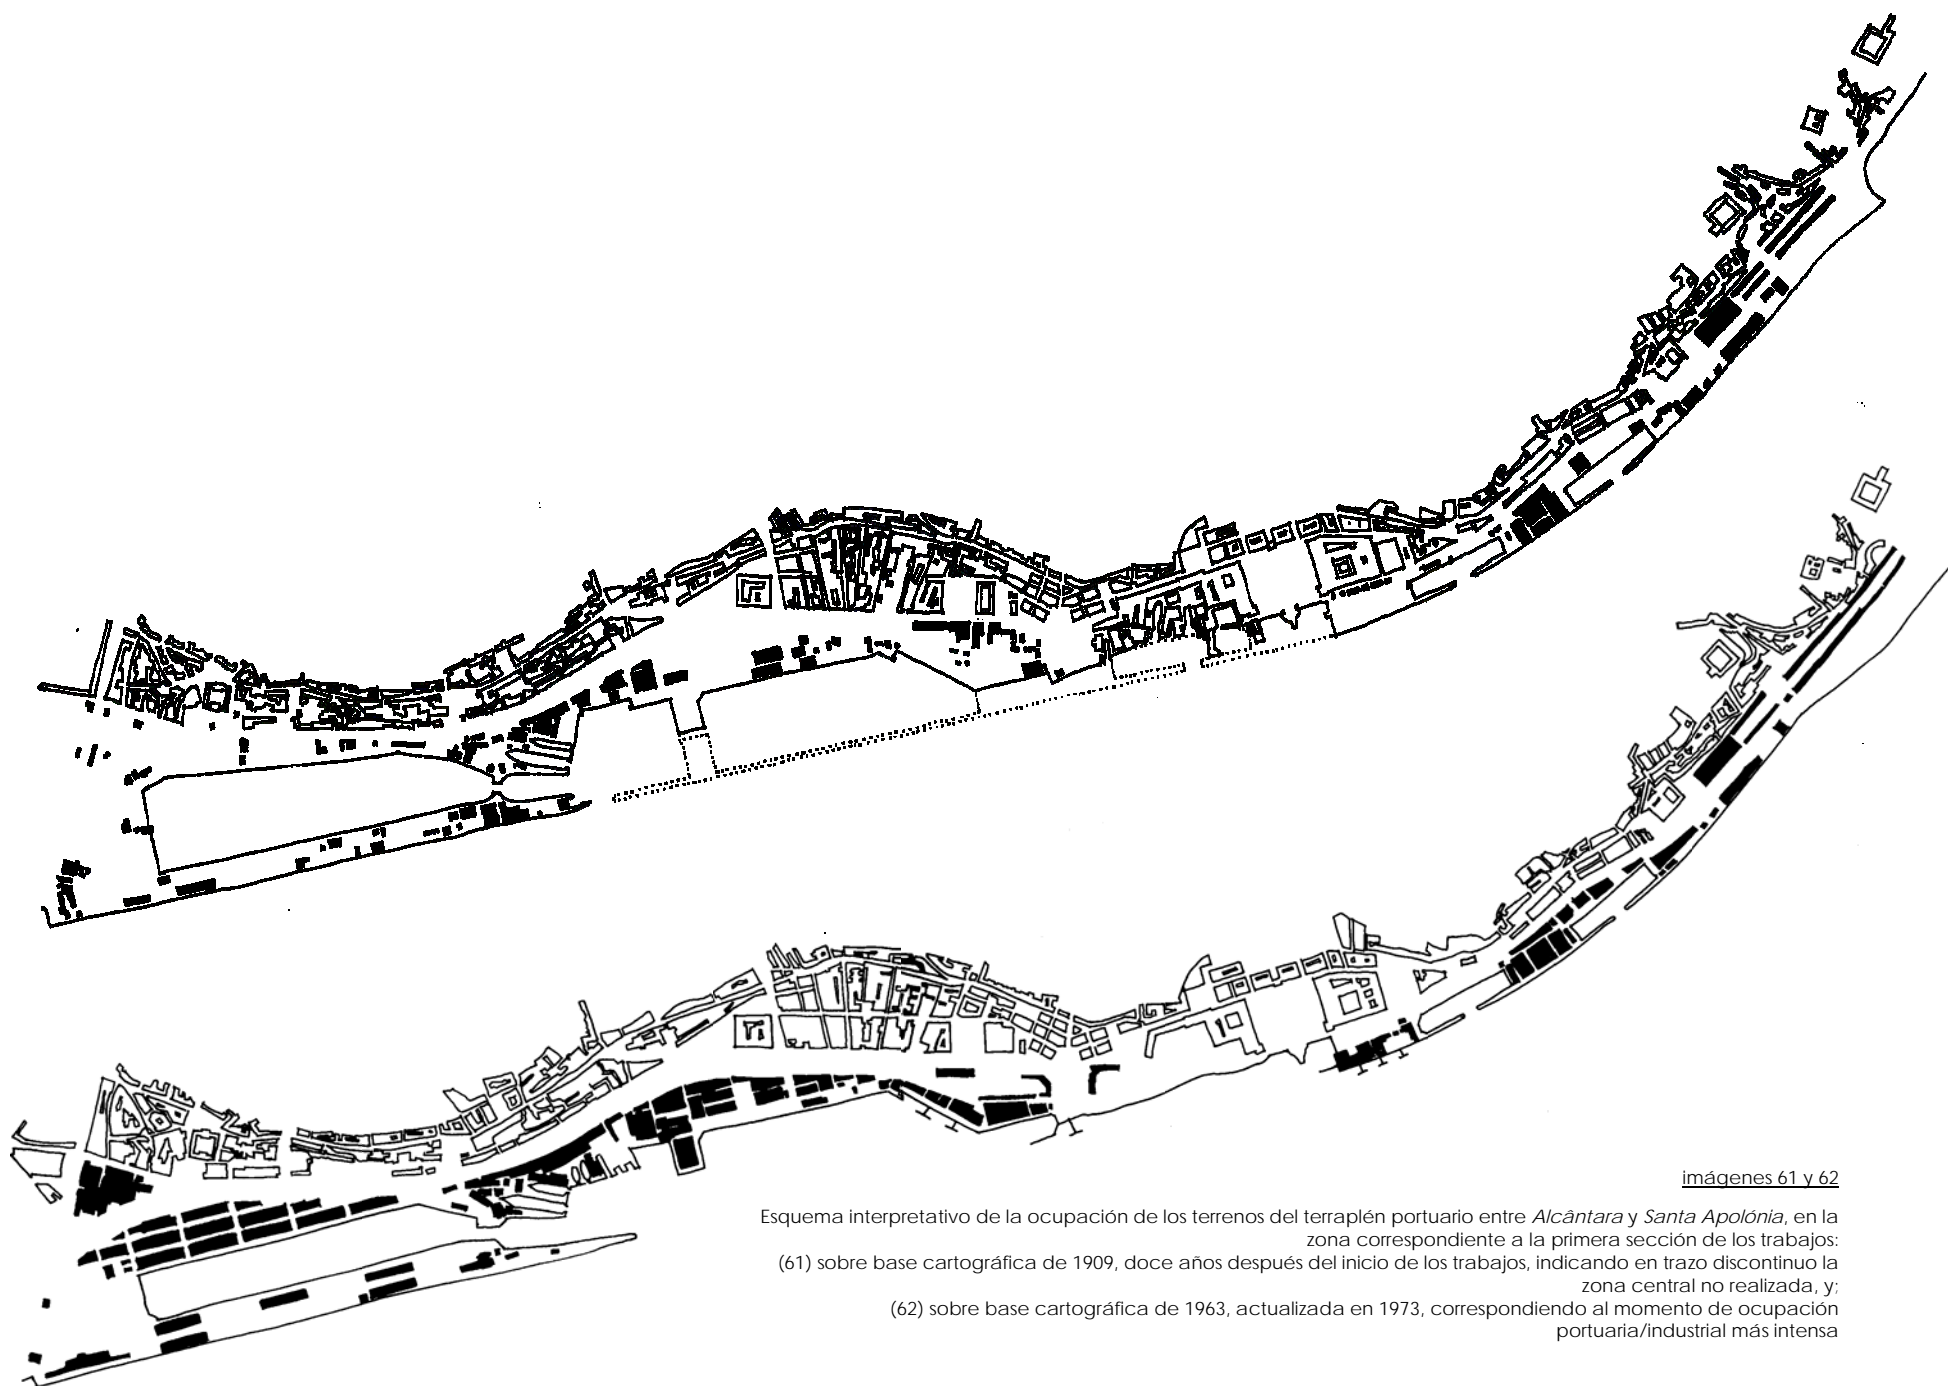 imágenes 61 y 62
Esquema interpretativo de la ocupación de los terrenos del terraplén portuario entre Alcântara y Santa Apolónia, en la
zona correspondiente a la primera sección de los trabajos:
(61) sobre base cartográfica de 1909, doce años después del inicio de los trabajos, indicando en trazo discontinuo la
zona central no realizada, y;
(62) sobre base cartográfica de 1963, actualizada en 1973, correspondiendo al momento de ocupación
portuaria/industrial más intensa